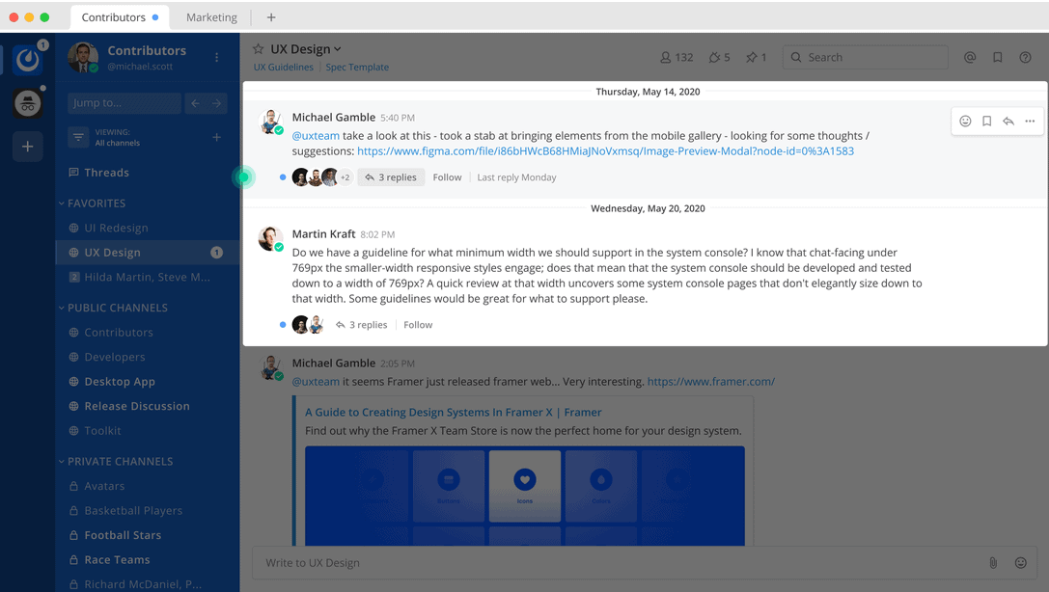 Contributors
Marketing
+
1
Contributors
@michael.scott
UX Design
UX Guidelines | Spec Template
132
5
1
Search
Jump to...
VIEWING:
All channels
+
+
Threads
FAVORITES
UI Redesign
UX Design 1
2 Hilda Martin, Steve M...
PUBLIC CHANNELS
Contributors
Developers
Desktop App
Release Discussion
Toolkit
PRIVATE CHANNELS
Avatars
Basketball Players
Football Stars
Race Teams
Richard McDaniel, P...
Thursday, May 14, 2020
Michael Gamble 5:40 PM
@uxteam take a look at this - took a stab at bringing elements from the mobile gallery - looking for some thoughts /
suggestions: https://www.figma.com/file/i86bHWcB68HMiaJNoVxmsq/Image-Preview-Modal?node-id=0%3A1583
+2 3 replies Follow | Last reply Monday
Wednesday, May 20, 2020
Martin Kraft 8:02 PM
Do we have a guideline for what minimum width we should support in the system console? I know that chat-facing under
769px the smaller-width responsive styles engage; does that mean that the system console should be developed and tested
down to a width of 769px? A quick review at that width uncovers some system console pages that don't elegantly size down to
that width. Some guidelines would be great for what to support please.
3 replies | Follow
Michael Gamble 2:05 PM
@uxteam it seems Framer just released framer web... Very interesting. https://www.framer.com/
A Guide to Creating Design Systems In Framer X | Framer
Find out why the Framer X Team Store is now the perfect home for your design system.
Icons
Write to UX Design